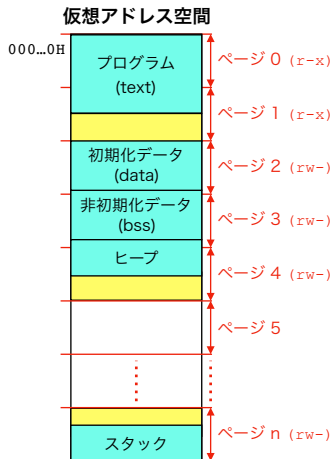 仮想アドレス空間
000…0H
プログラム
(text)
ページ 0 (r-x)
ページ 1 (r-x)
初期化データ
(data)
ページ 2 (rw-)
非初期化データ
(bss)
ページ 3 (rw-)
ヒープ
ページ 4 (rw-)
ページ 5
スタック
ページ n (rw-)